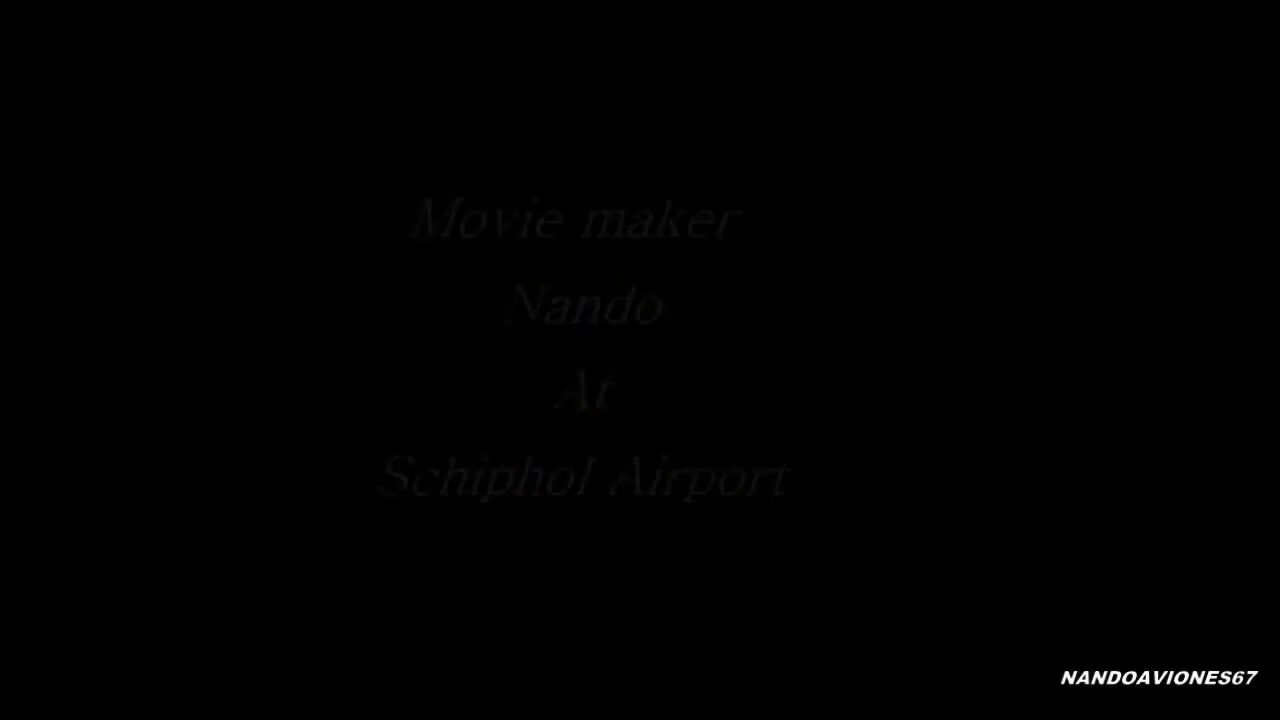 Movie maker
Nando
At
Schiphol Airport
NANDOAVIONES67